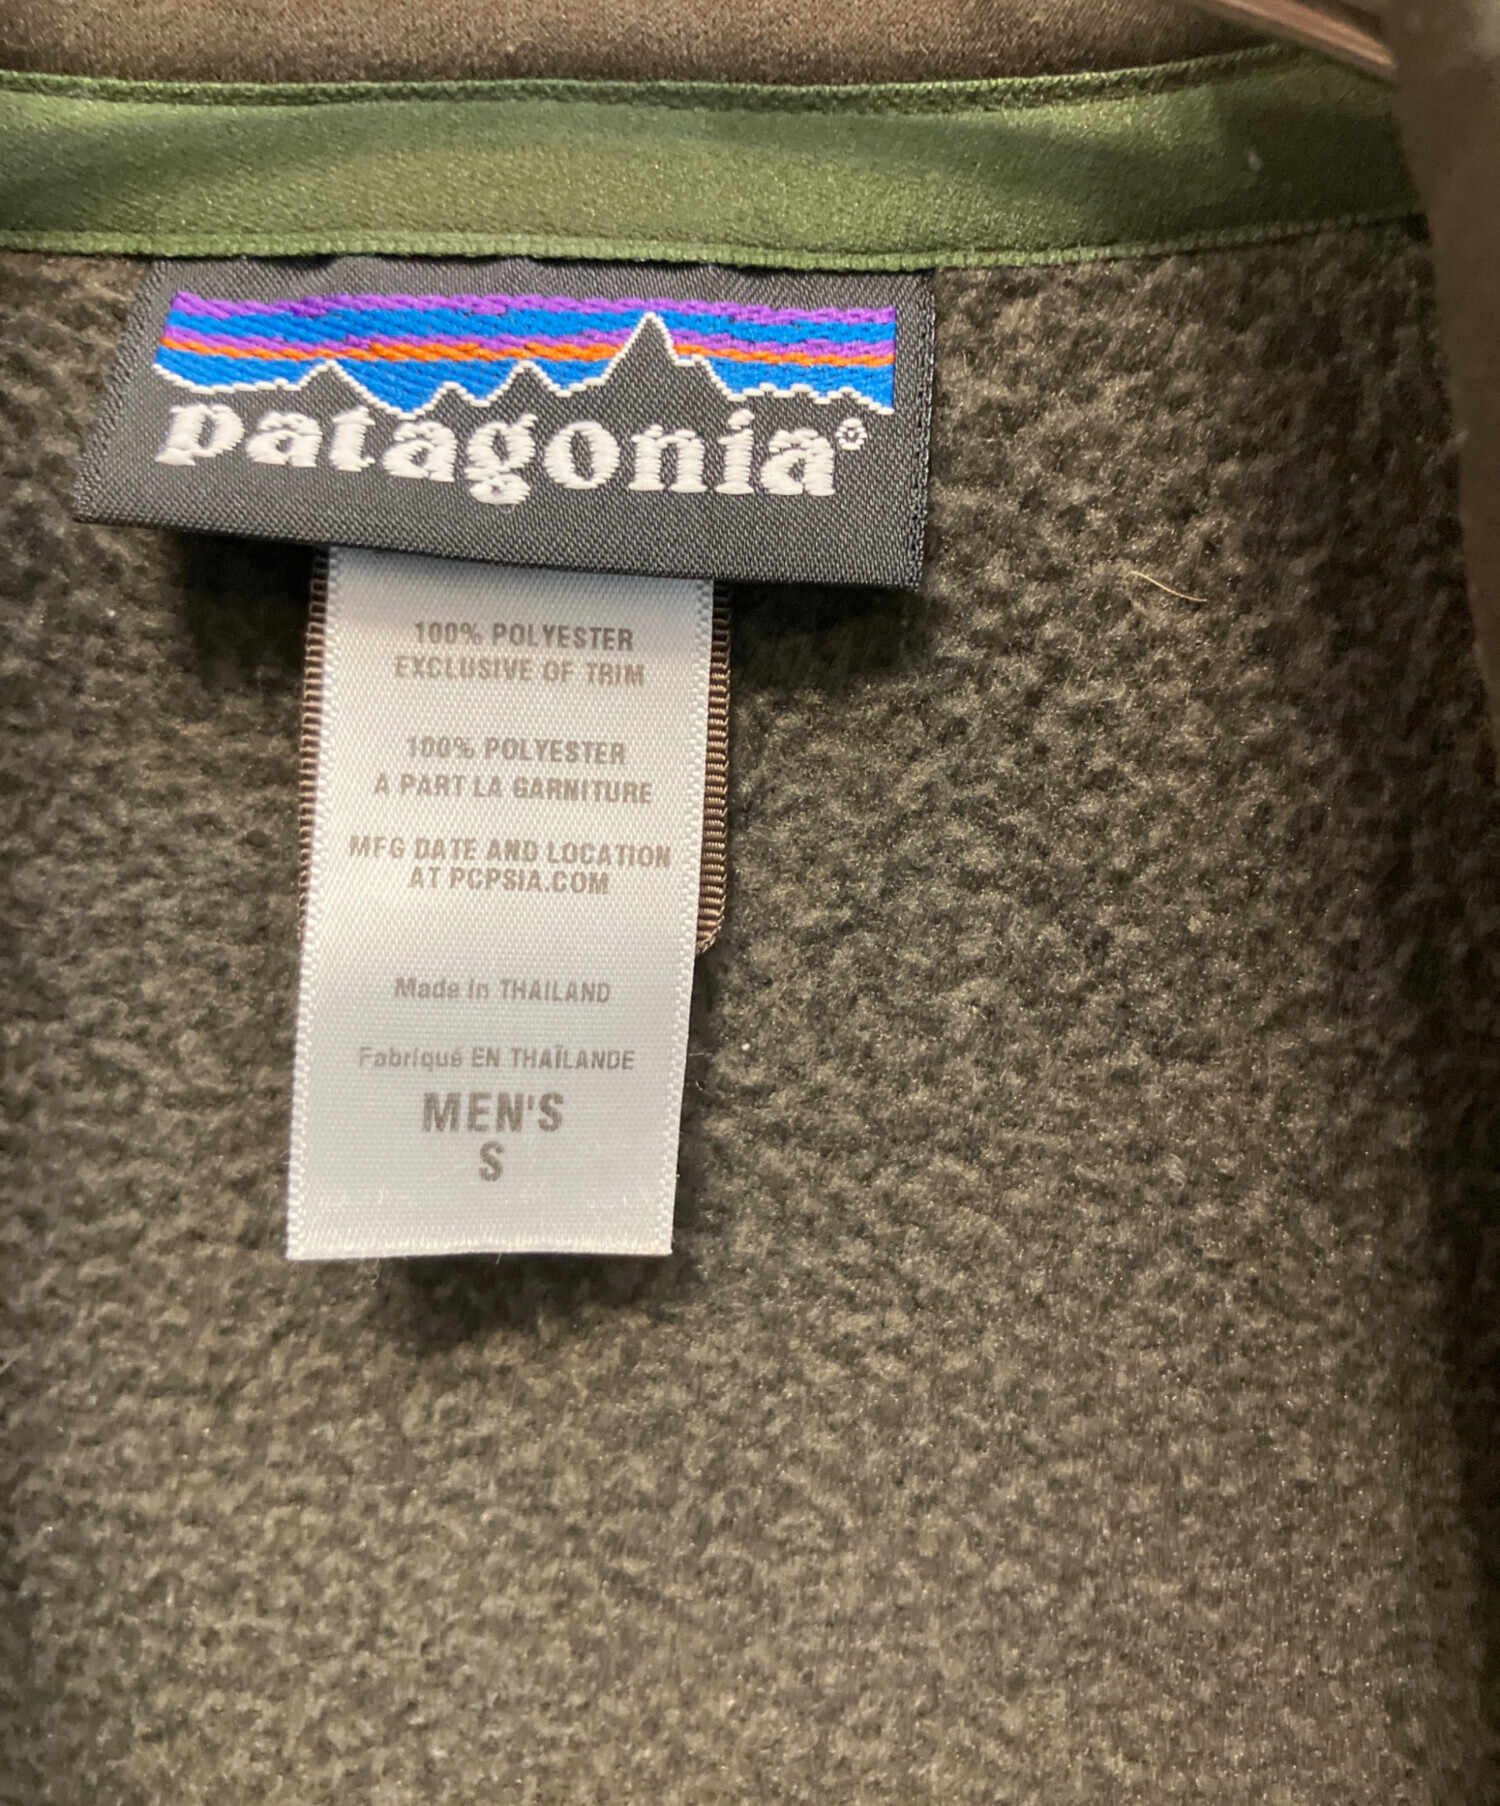 patagonia®
100% POLYESTER
EXCLUSIVE OF TRIM
100% POLYESTER
A PART LA GARNITURE
MFG DATE AND LOCATION
AT PCPSIA.COM
Made in THAILAND
Fabriqué EN THAÏLANDE
MEN'S
S